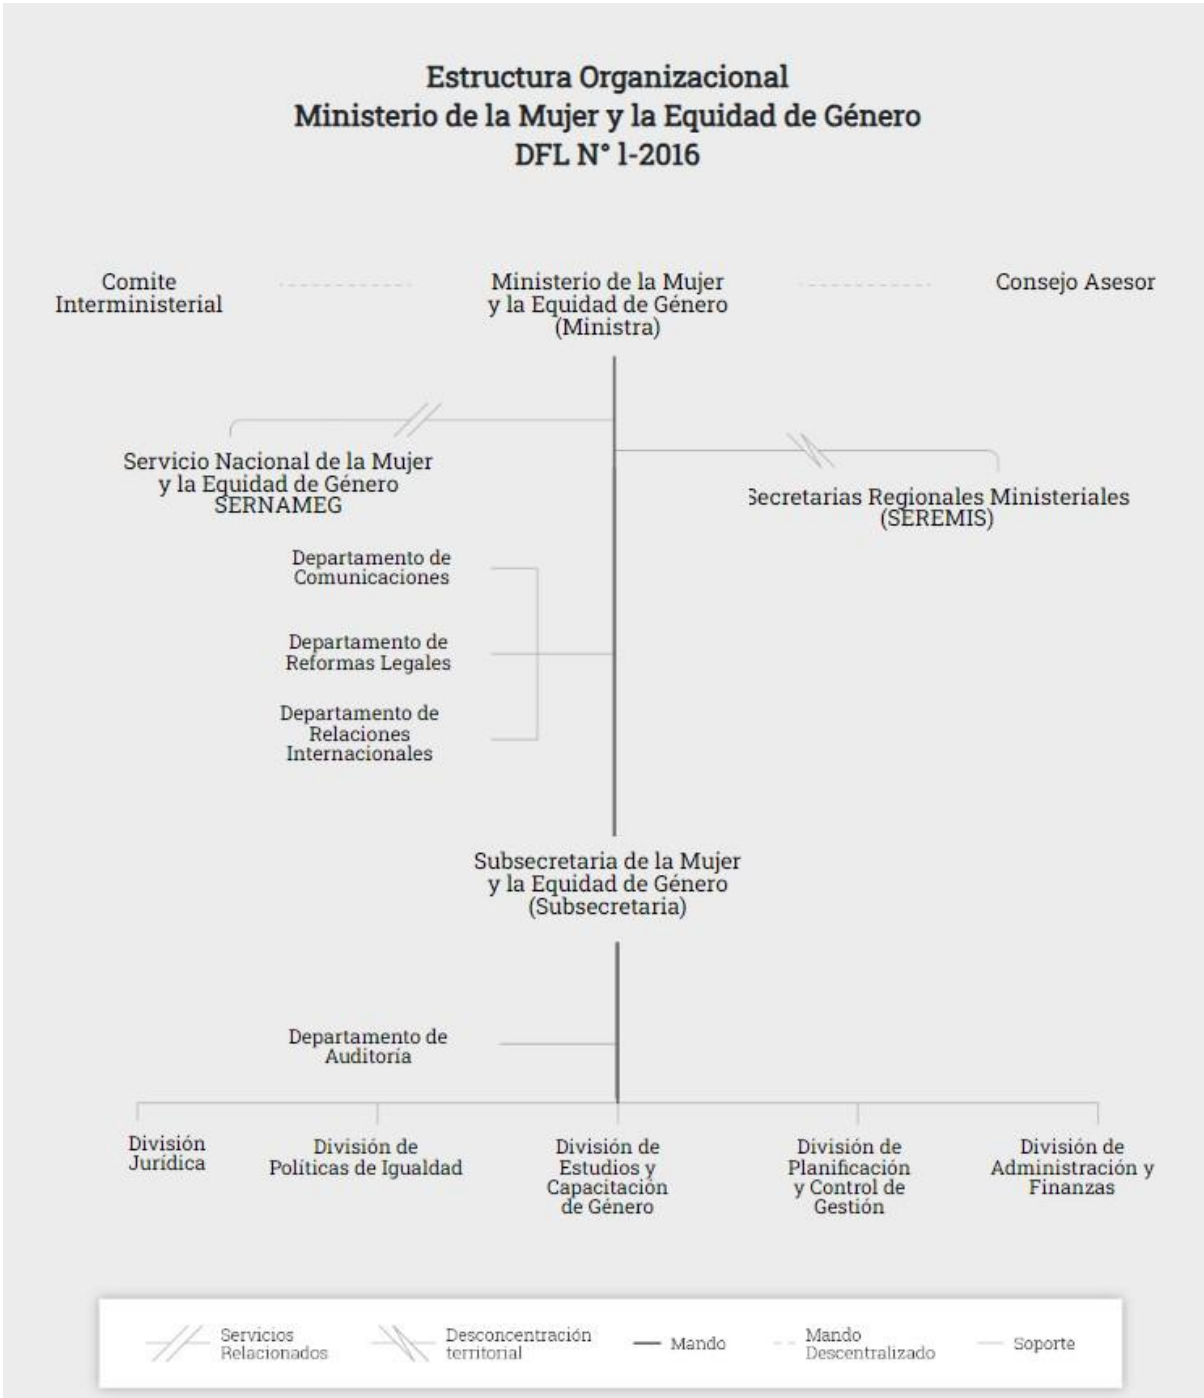 Estructura Organizacional
Ministerio de la Mujer y la Equidad de Género
DFL N° 1-2016
Comite
Interministerial
Ministerio de la Mujer
y la Equidad de Género
(Ministra)
Consejo Asesor
Servicio Nacional de la Mujer
y la Equidad de Género
SERNAMEG
Secretarias Regionales Ministeriales
(SEREMIS)
Departamento de
Comunicaciones
Departamento de
Reformas Legales
Departamento de
Relaciones
Internacionales
Subsecretaria de la Mujer
y la Equidad de Género
(Subsecretaria)
Departamento de
Auditoría
División
Jurídica
División de
Políticas de Igualdad
División de
Estudios y
Capacitación
de Género
División de
Planificación
y Control de
Gestión
División de
Administración y
Finanzas
Servicios
Relacionados
Desconcentración
territorial
Mando
Mando
Descentralizado
Soporte